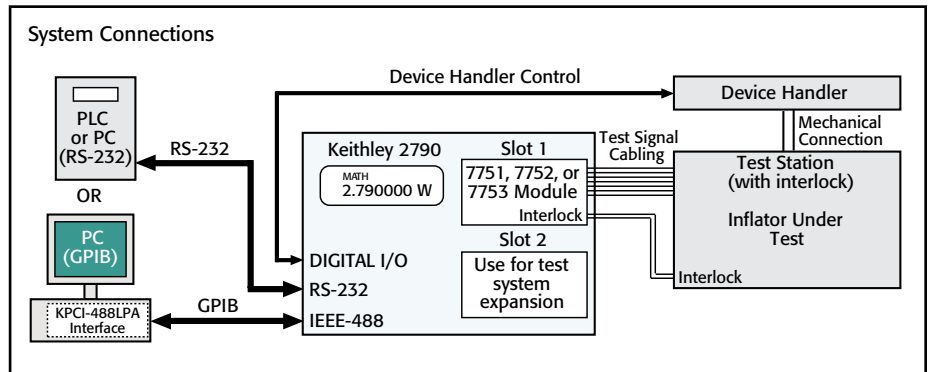 System Connections
Device Handler Control
Device Handler
PLC
or PC
(RS-232)
RS-232
OR
PC
(GPIB)
KPCI-488LPA
Interface
GPIB
Keithley 2790
MATH
2.790000 W
DIGITAL I/O
RS-232
IEEE-488
Slot 1
7751, 7752, or
7753 Module
Interlock
Slot 2
Use for test
system
expansion
Test Signal
Cabling
Mechanical
Connection
Test Station
(with interlock)
Inflator Under
Test
Interlock